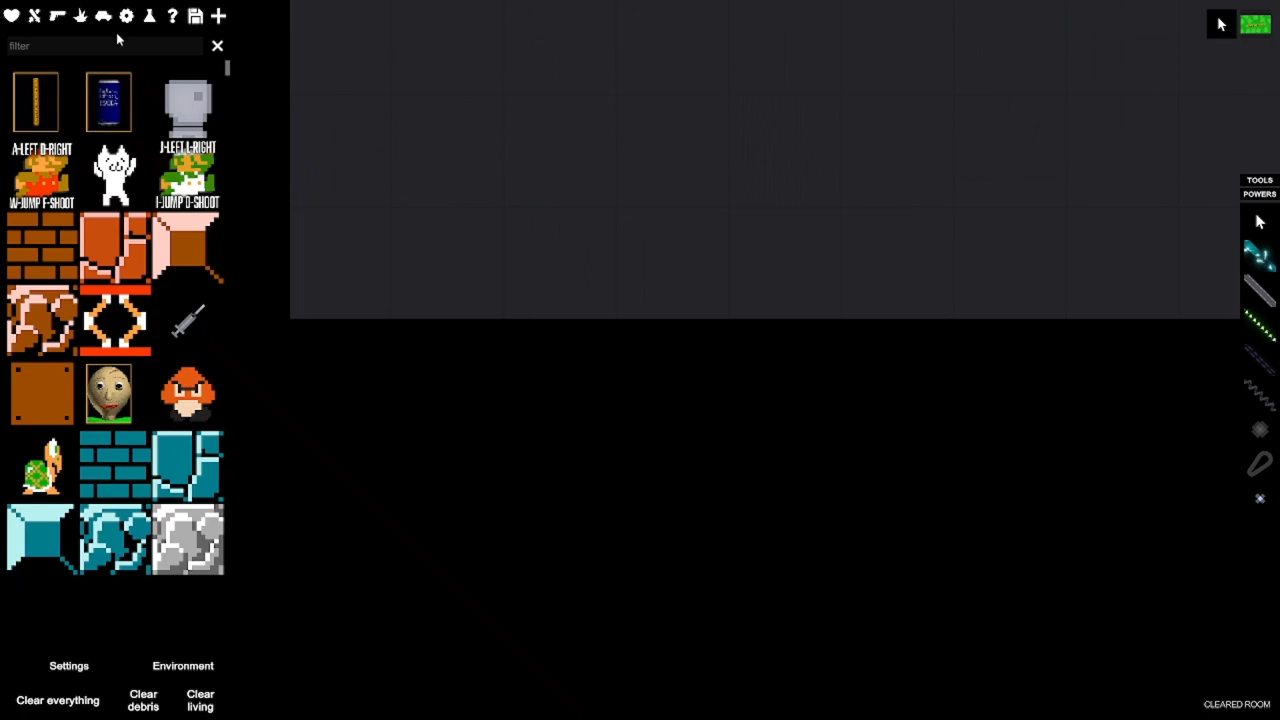 filter
A-LEFT D-RIGHT
J-LEFT L-RIGHT
W-JUMP F-SHOOT
I-JUMP D-SHOOT
TOOLS
POWERS
Settings
Environment
Clear everything
Clear debris
Clear living
CLEARED ROOM